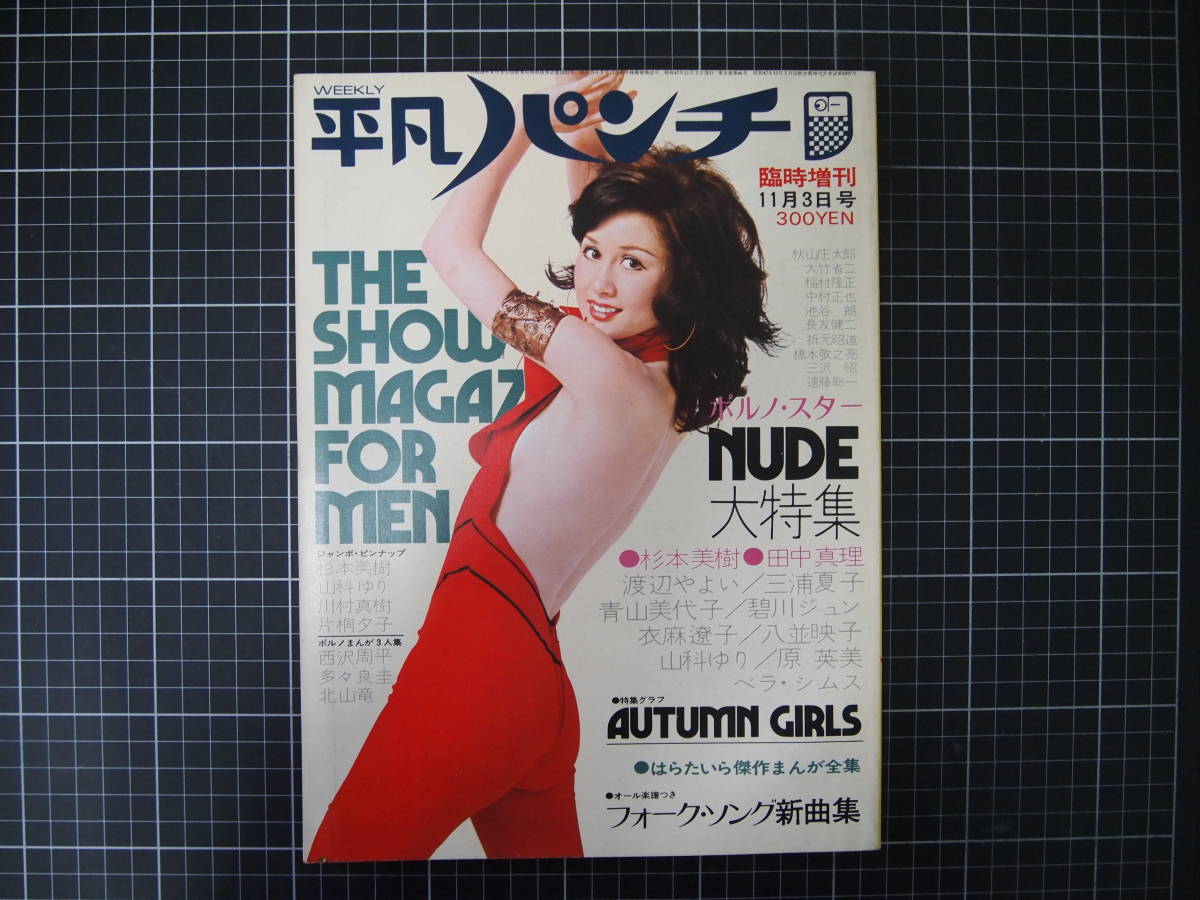 WEEKLY
平凡パンチ
臨時増刊
11月3日号
300YEN
THE
SHOW
MAGAZ
FOR
MEN
秋山庄太郎
大竹省二
稲村隆正
中村正也
池谷 朗
長友健二
折元昭道
橋本敬之亮
三沢 昭
遠藤聡一
ポルノ・スター
NUDE
大特集
●杉本美樹●田中真理
渡辺やよい/三浦夏子
青山美代子/碧川ジュン
衣麻遼子/八並映子
山科ゆり/原 英美
ベラ・シムス
ジャンボ・ピンナップ
杉本美樹
山科ゆり
川村真樹
片桐夕子
ポルノまんが3人集
西沢周平
多々良圭
北山竜
●特集グラフ
AUTUMN GIRLS
●はらたいら傑作まんが全集
●オール楽譜つき
フォーク・ソング新曲集